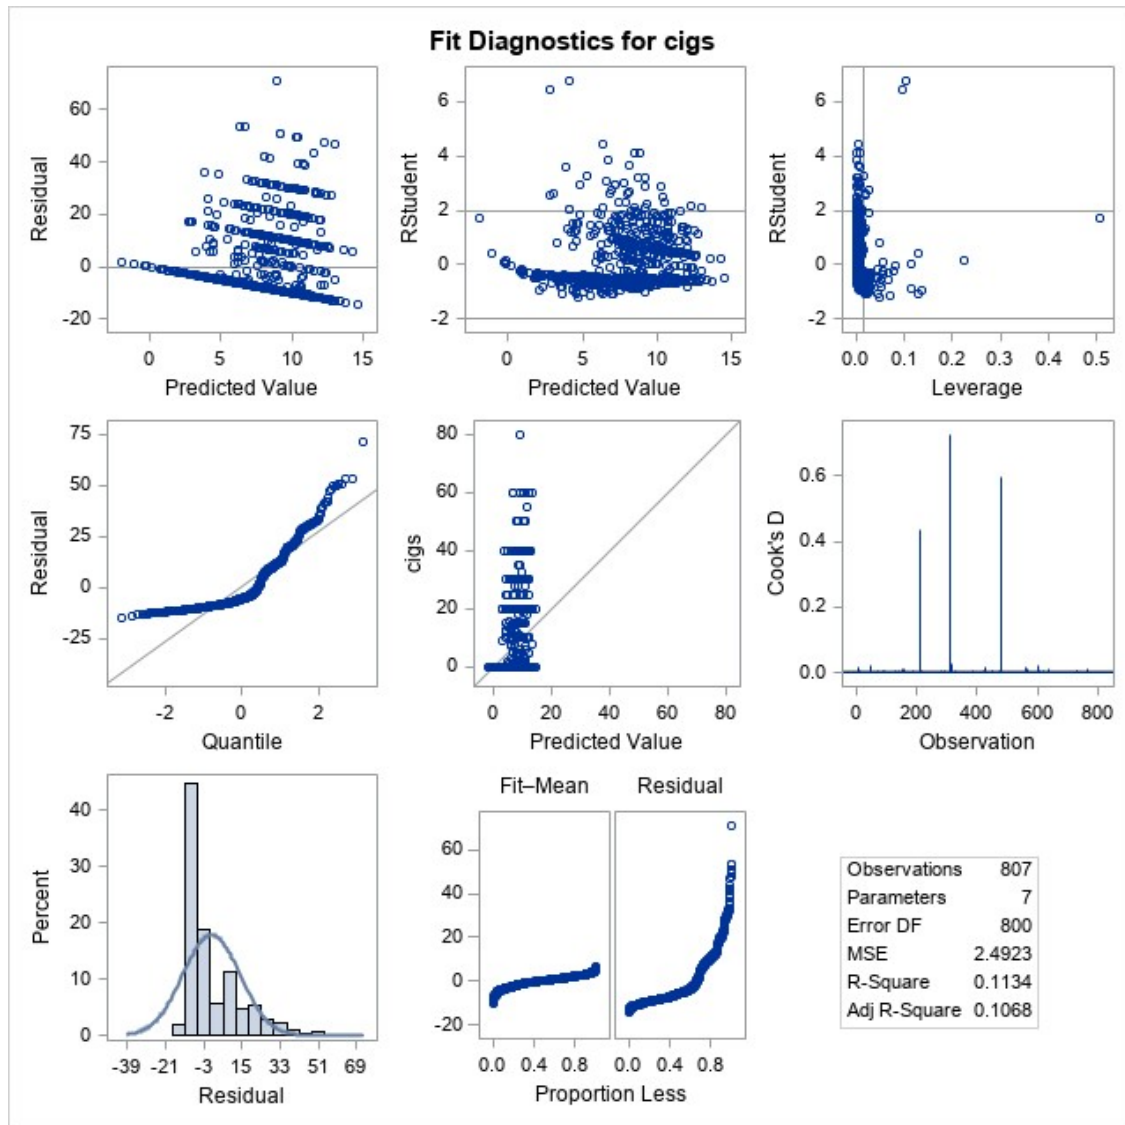 Fit Diagnostics for cigs
60
40
20
0
-20
Residual
0 5 10 15
Predicted Value
6
4
2
0
-2
RStudent
0 5 10 15
Predicted Value
6
4
2
0
-2
RStudent
0.0 0.1 0.2 0.3 0.4 0.5
Leverage
75
50
25
0
-25
Residual
-2 0 2
Quantile
80
60
40
20
0
cigs
0 20 40 60 80
Predicted Value
0.6
0.4
0.2
0.0
Cook's D
0 200 400 600 800
Observation
40
30
20
10
0
Percent
-39 -21 -3 15 33 51 69
Residual
Fit–Mean Residual
60
40
20
0
-20
0.0 0.4 0.8 0.0 0.4 0.8
Proportion Less
Observations 807
Parameters 7
Error DF 800
MSE 2.4923
R-Square 0.1134
Adj R-Square 0.1068